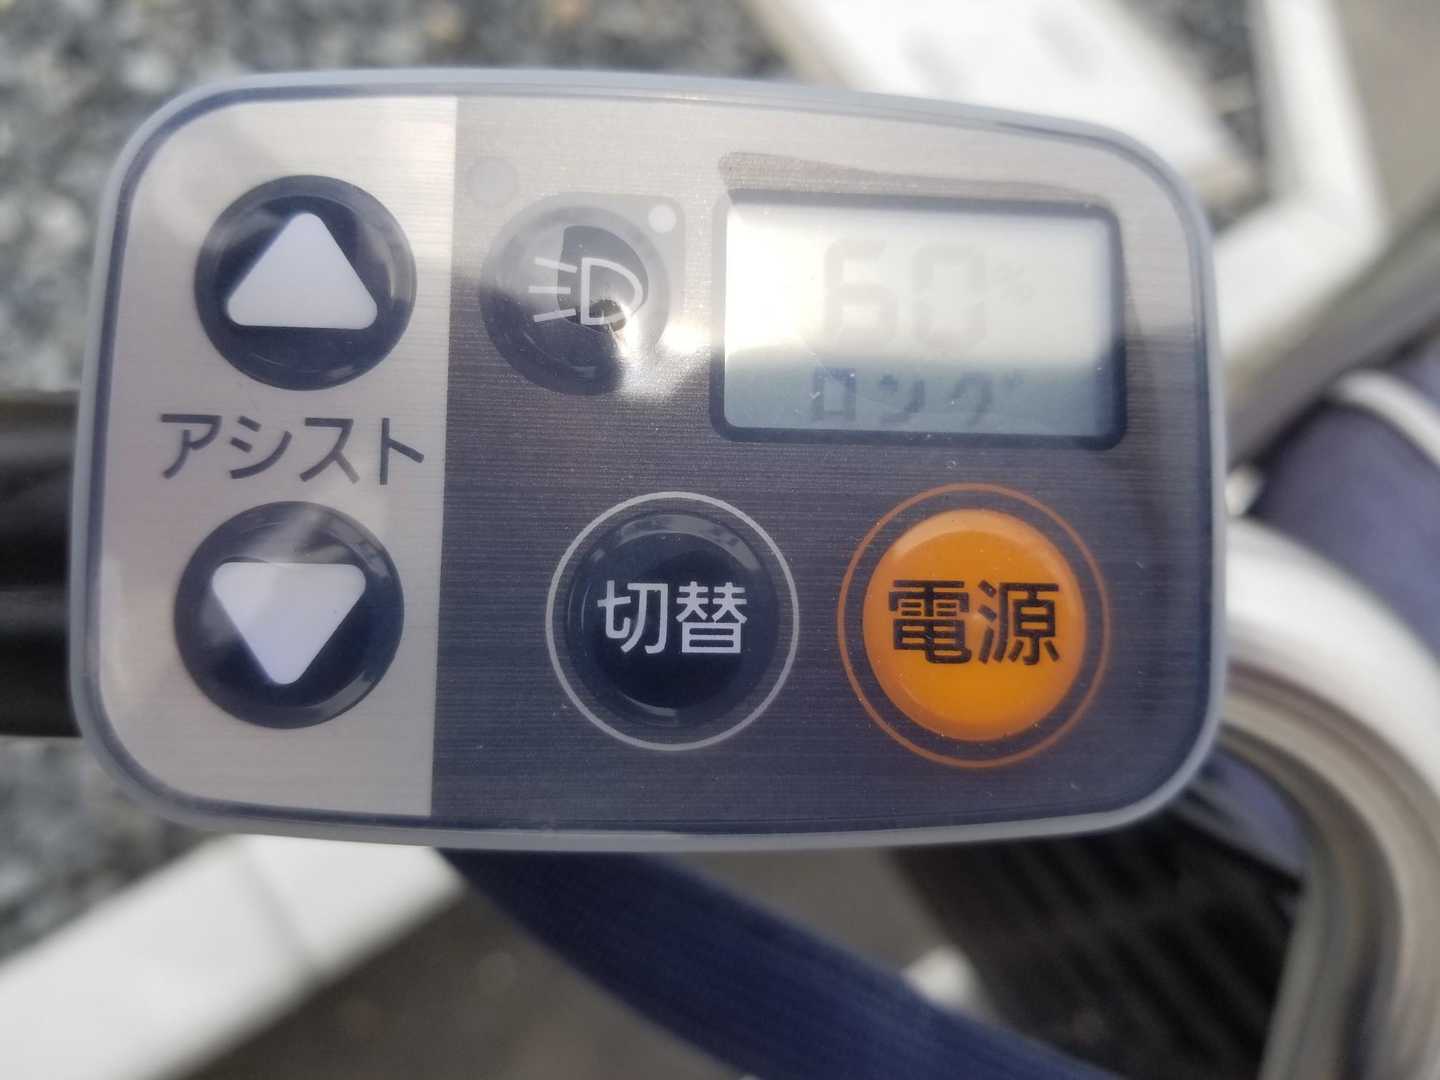 60%
ロング
アシスト
切替
電源